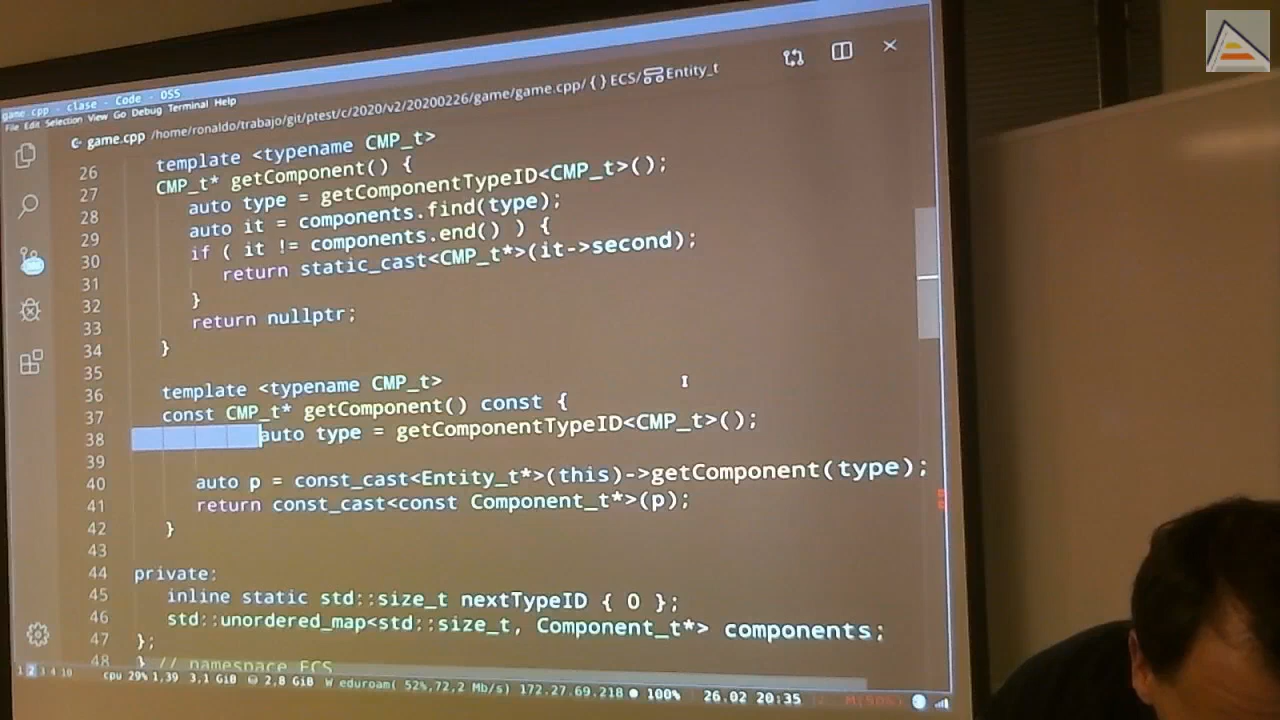 game cpp - clase - Code - OSS
File Edit Selection View Go Debug Terminal Help
game.cpp /home/ronaldo/trabajo/git/ptest/c/2020/v2/20200226/game/game.cpp/ {} ECS/ Entity_t
26 template <typename CMP_t>
27 CMP_t* getComponent() {
28 auto type = getComponentTypeID<CMP_t>();
29 auto it = components.find(type);
30 if ( it != components.end() ) {
31 return static_cast<CMP_t*>(it->second);
32 }
33 return nullptr;
34 }
35
36 template <typename CMP_t>
37 const CMP_t* getComponent() const {
38 auto type = getComponentTypeID<CMP_t>();
39
40 auto p = const_cast<Entity_t*>(this)->getComponent(type);
41 return const_cast<const Component_t*>(p);
42 }
43
44 private:
45 inline static std::size_t nextTypeID { 0 };
46 std::unordered_map<std::size_t, Component_t*> components;
47 };
48 } // namespace ECS
1 2 3 4 10 cpu 29% 1,39 3,1 GiB 2,8 GiB W eduroam( 52%,72,2 Mb/s) 172.27.69.218 100% 26.02 20:35